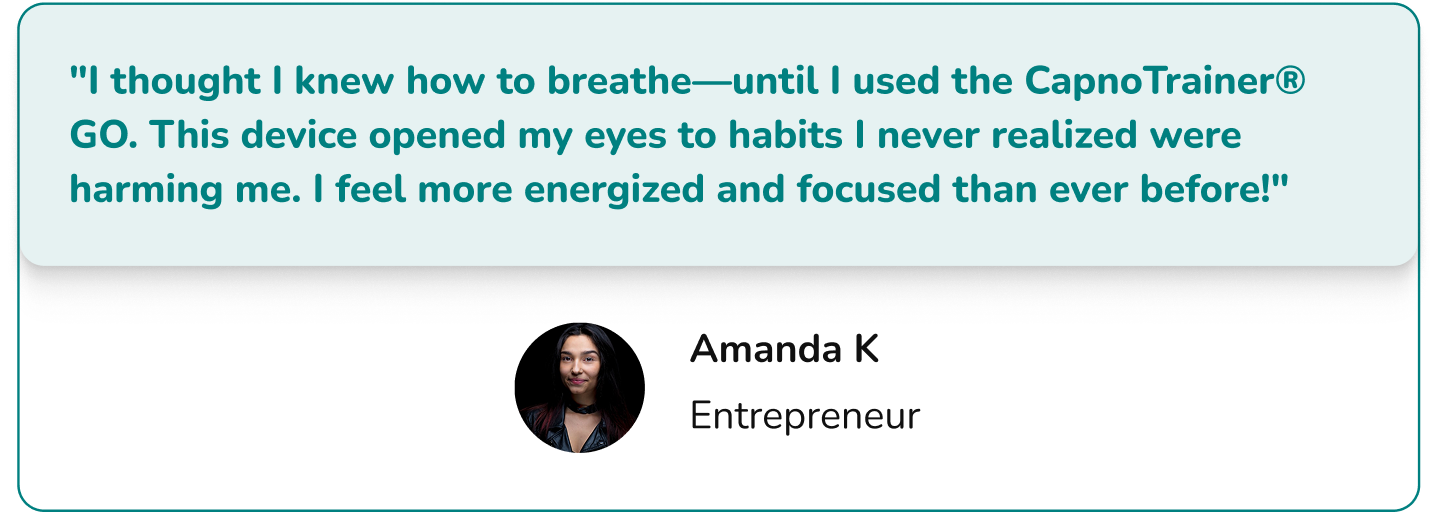 "I thought I knew how to breathe—until I used the CapnoTrainer®
GO. This device opened my eyes to habits I never realized were
harming me. I feel more energized and focused than ever before!"
Amanda K
Entrepreneur